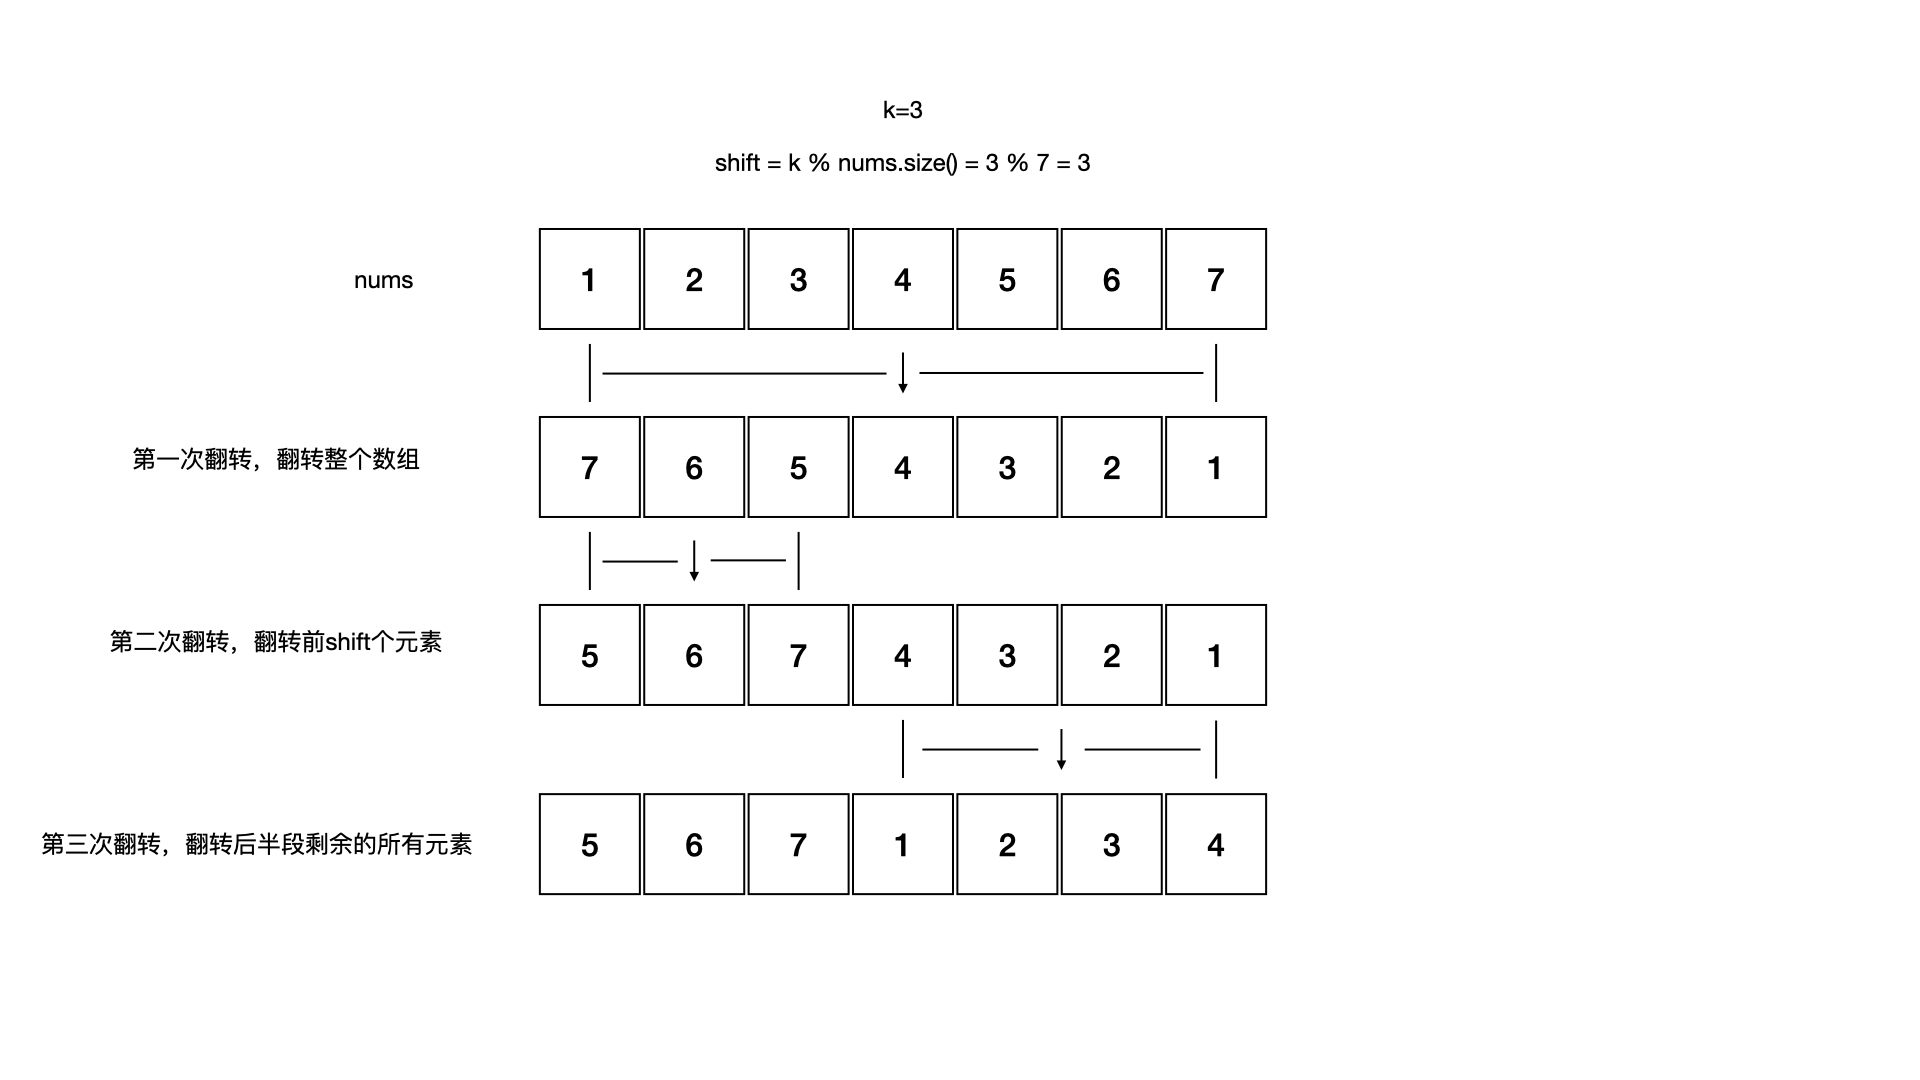 k=3
shift = k % nums.size() = 3 % 7 = 3
nums 1 2 3 4 5 6 7
第一次翻转，翻转整个数组 7 6 5 4 3 2 1
第二次翻转，翻转前shift个元素 5 6 7 4 3 2 1
第三次翻转，翻转后半段剩余的所有元素 5 6 7 1 2 3 4